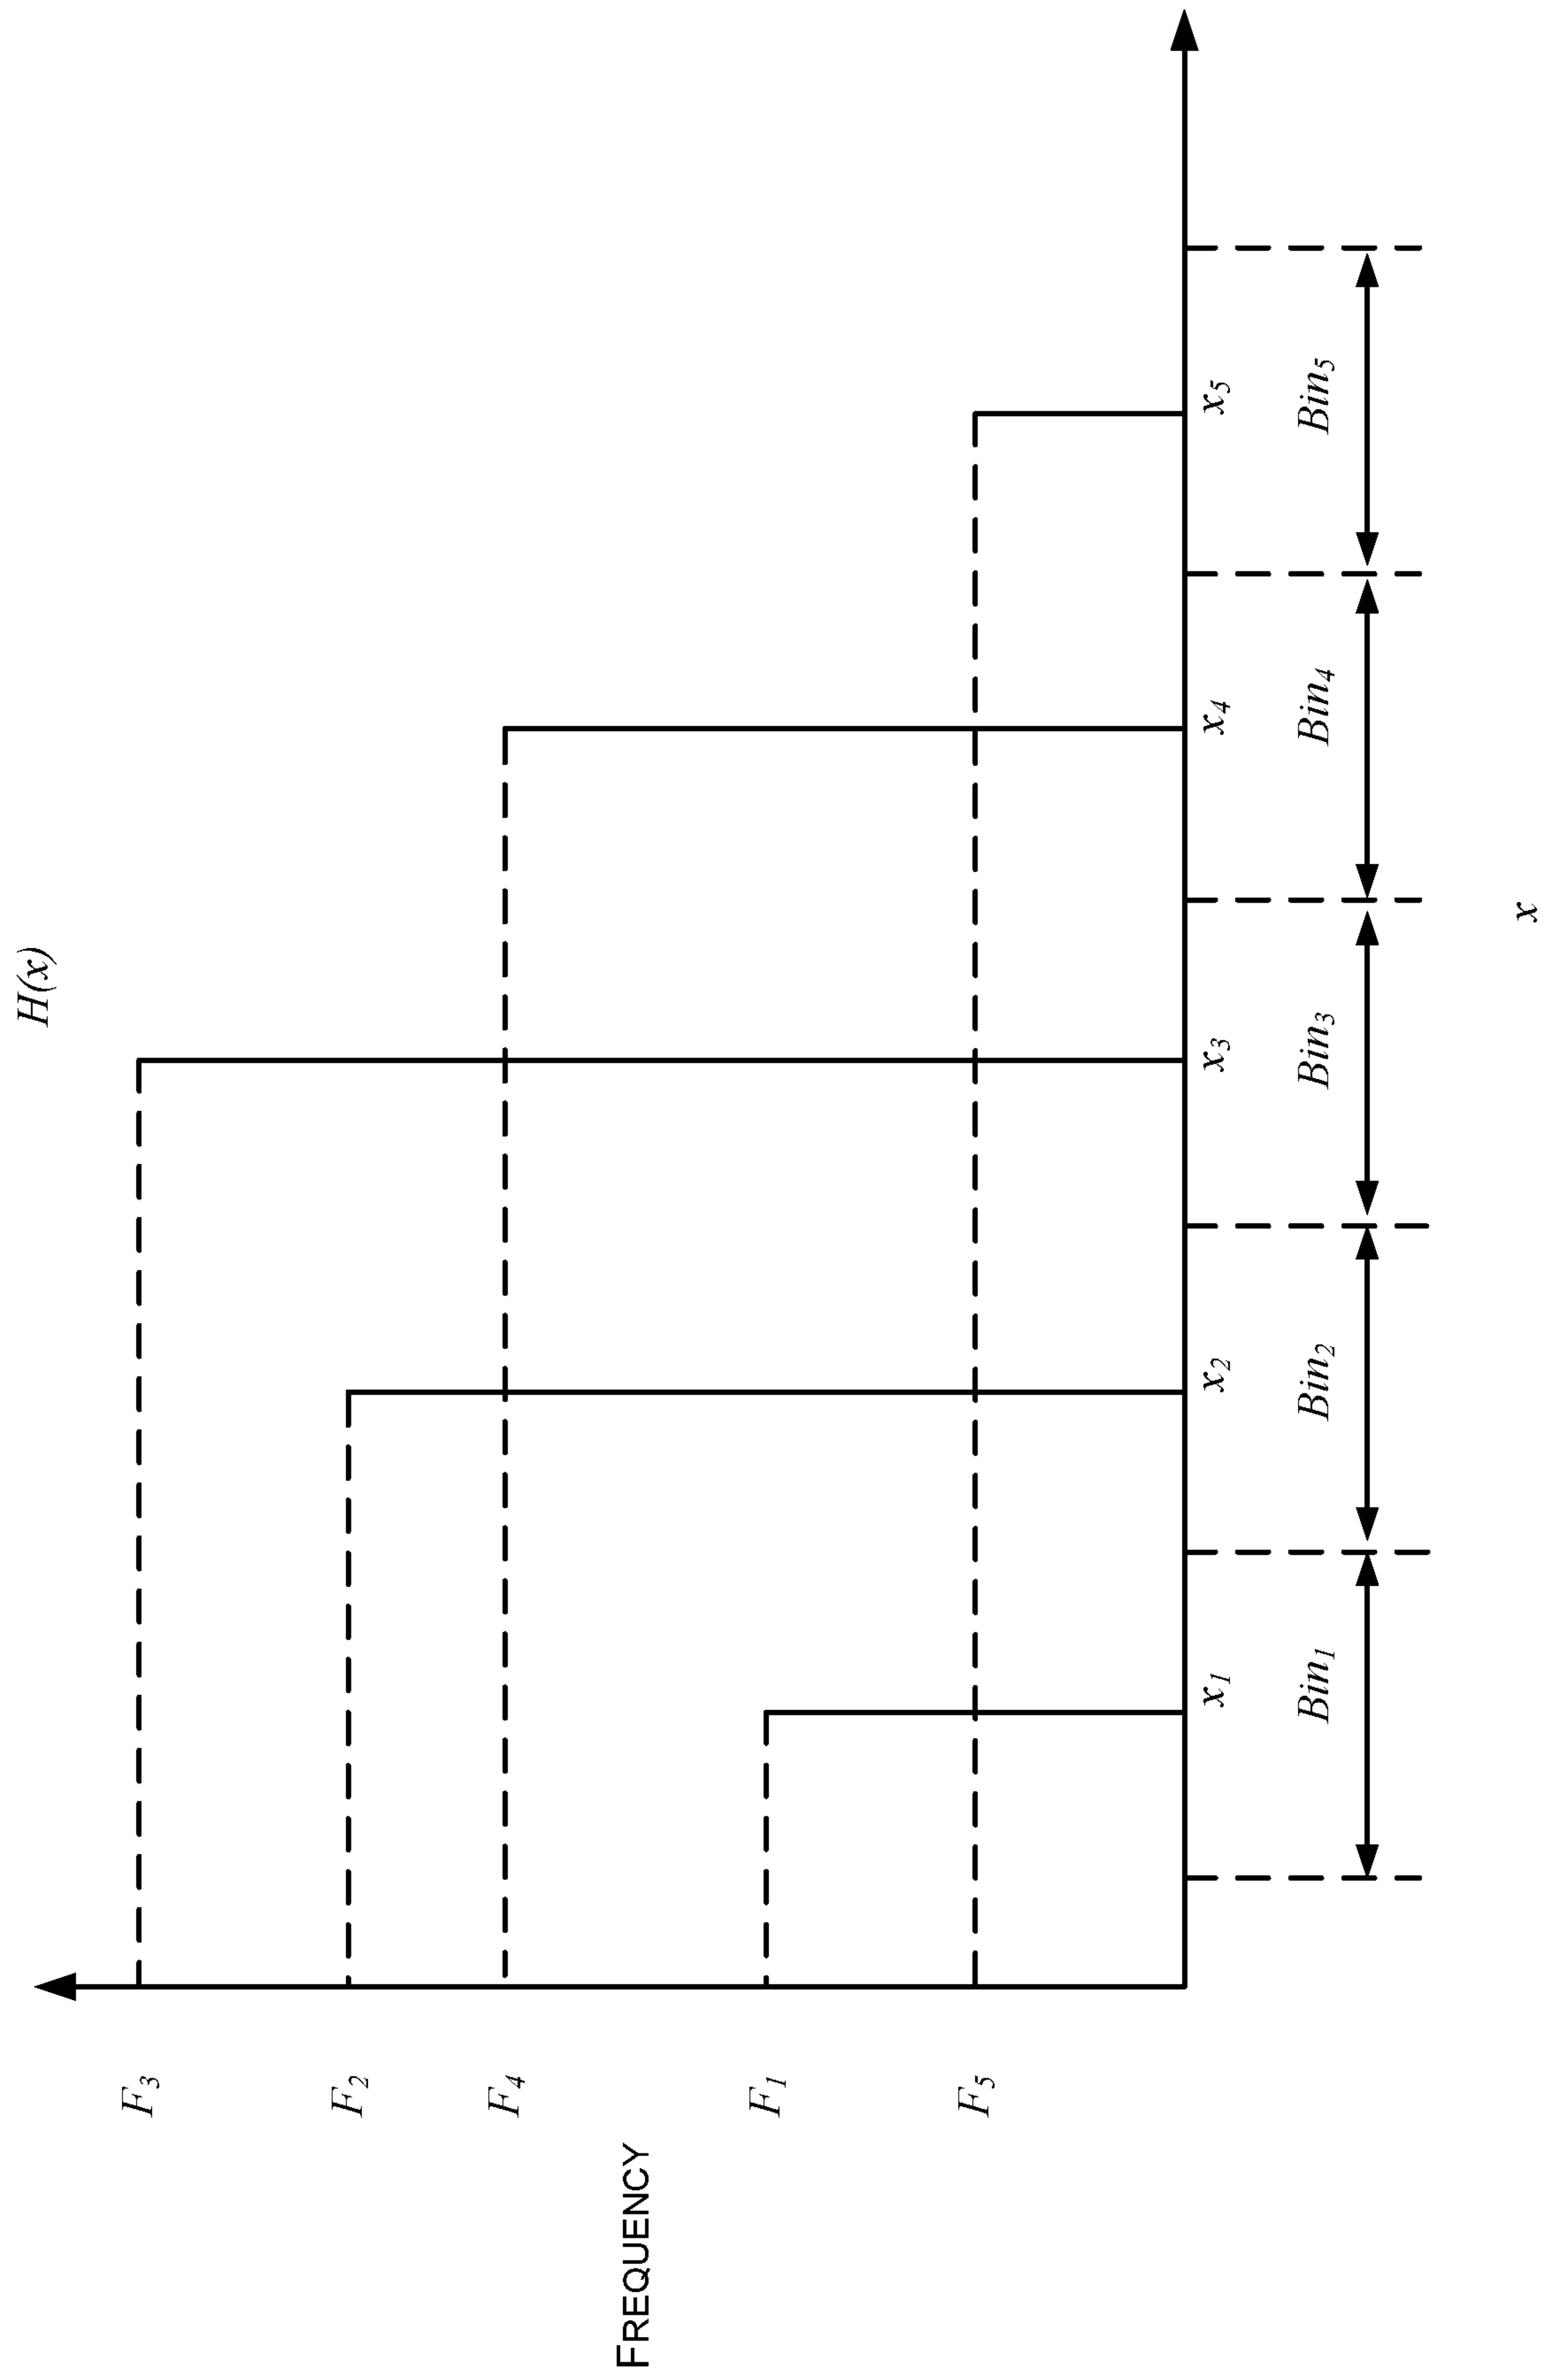 H(x)
F3
F2
F4
FREQUENCY
F1
F5
x1 x2 x3 x4 x5
Bin1 Bin2 Bin3 Bin4 Bin5
x